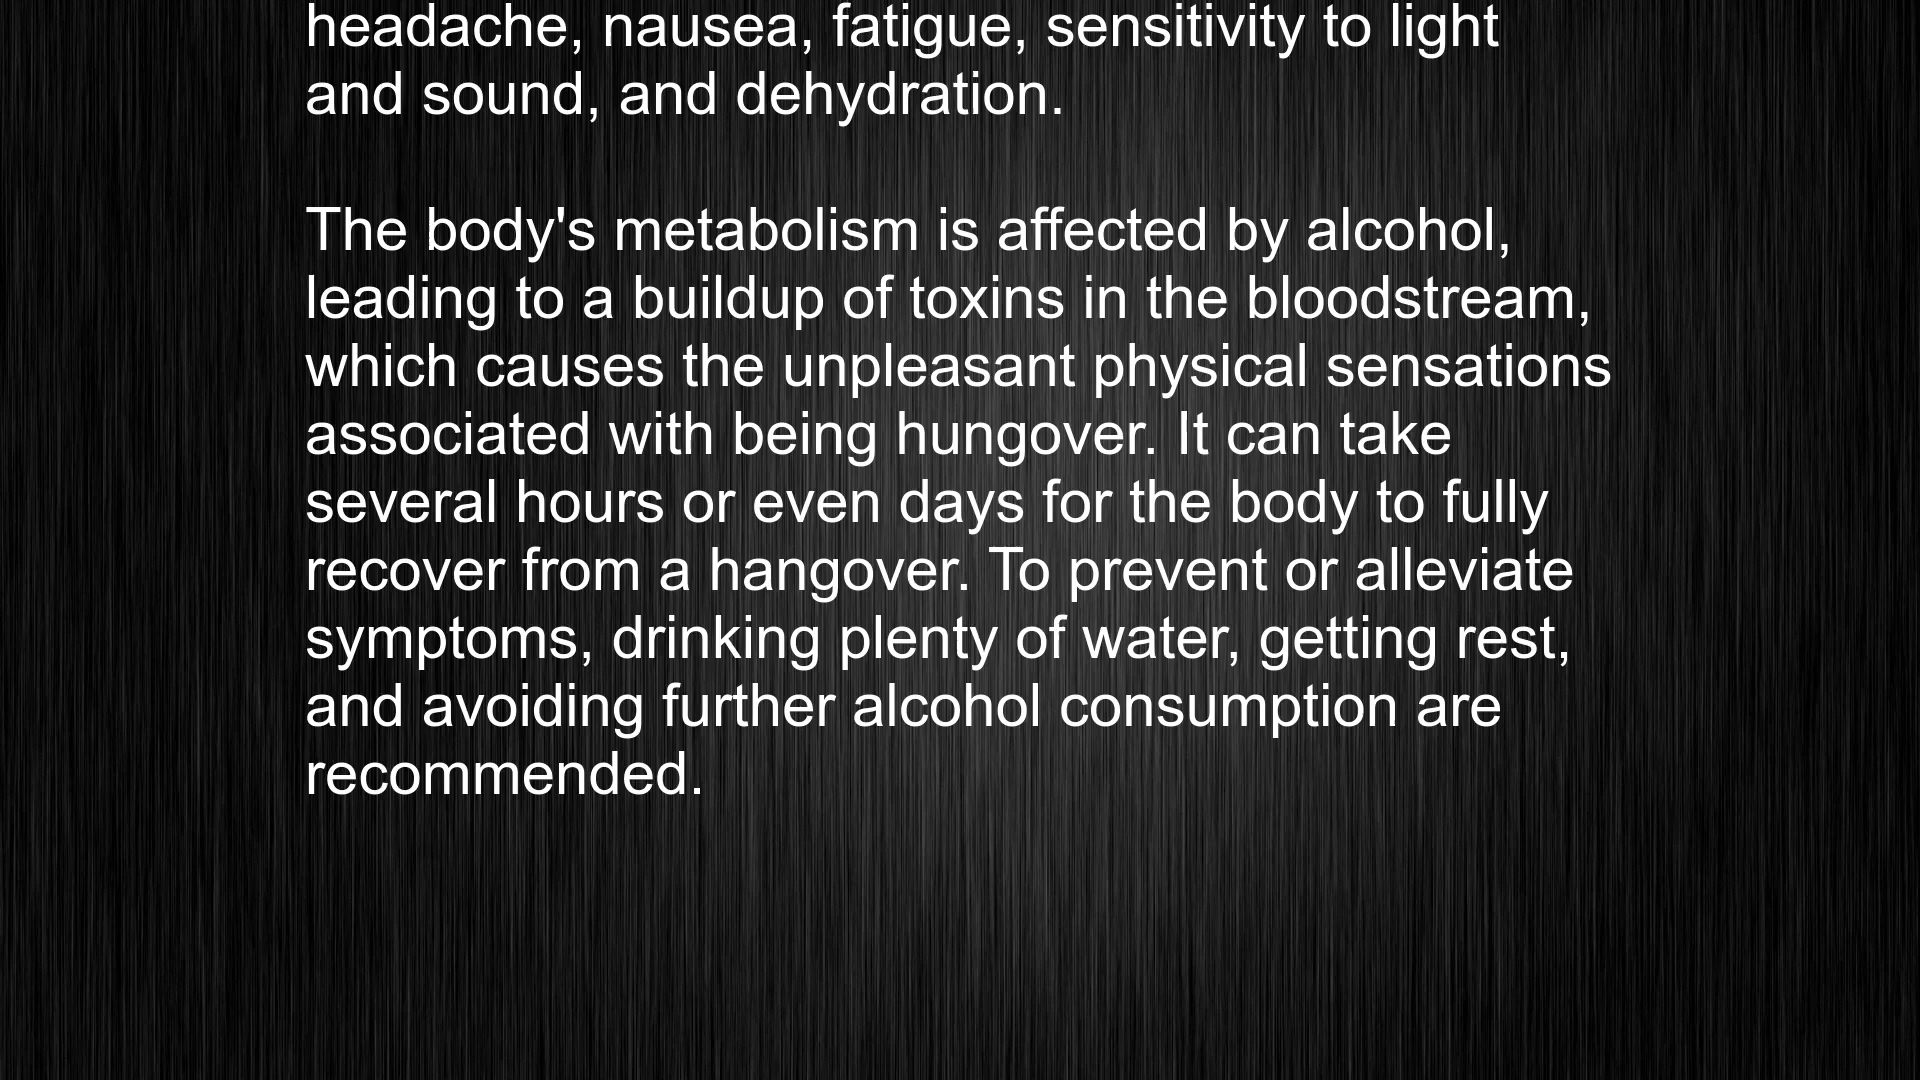 headache, nausea, fatigue, sensitivity to light
and sound, and dehydration.
The body's metabolism is affected by alcohol,
leading to a buildup of toxins in the bloodstream,
which causes the unpleasant physical sensations
associated with being hungover. It can take
several hours or even days for the body to fully
recover from a hangover. To prevent or alleviate
symptoms, drinking plenty of water, getting rest,
and avoiding further alcohol consumption are
recommended.